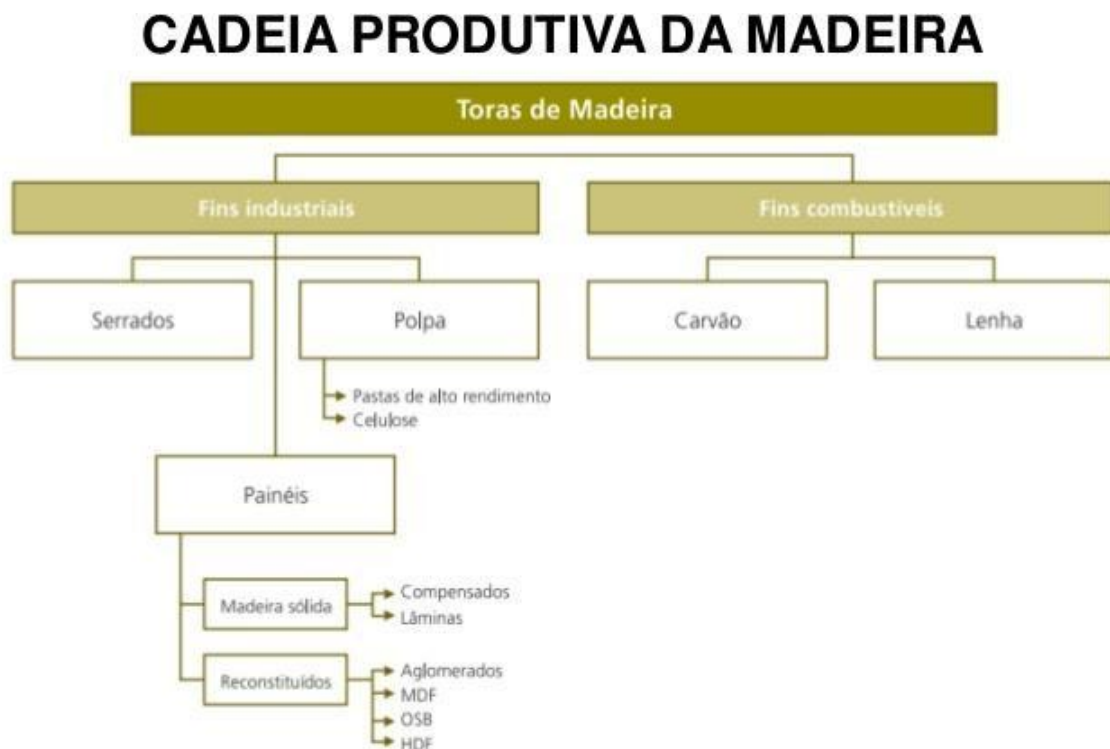 CADEIA PRODUTIVA DA MADEIRA
Toras de Madeira
Fins industriais
Fins combustíveis
Serrados
Polpa
Carvão
Lenha
Pastas de alto rendimento
Celulose
Painéis
Madeira sólida
Compensados
Lâminas
Reconstituídos
Aglomerados
MDF
OSB
HDF